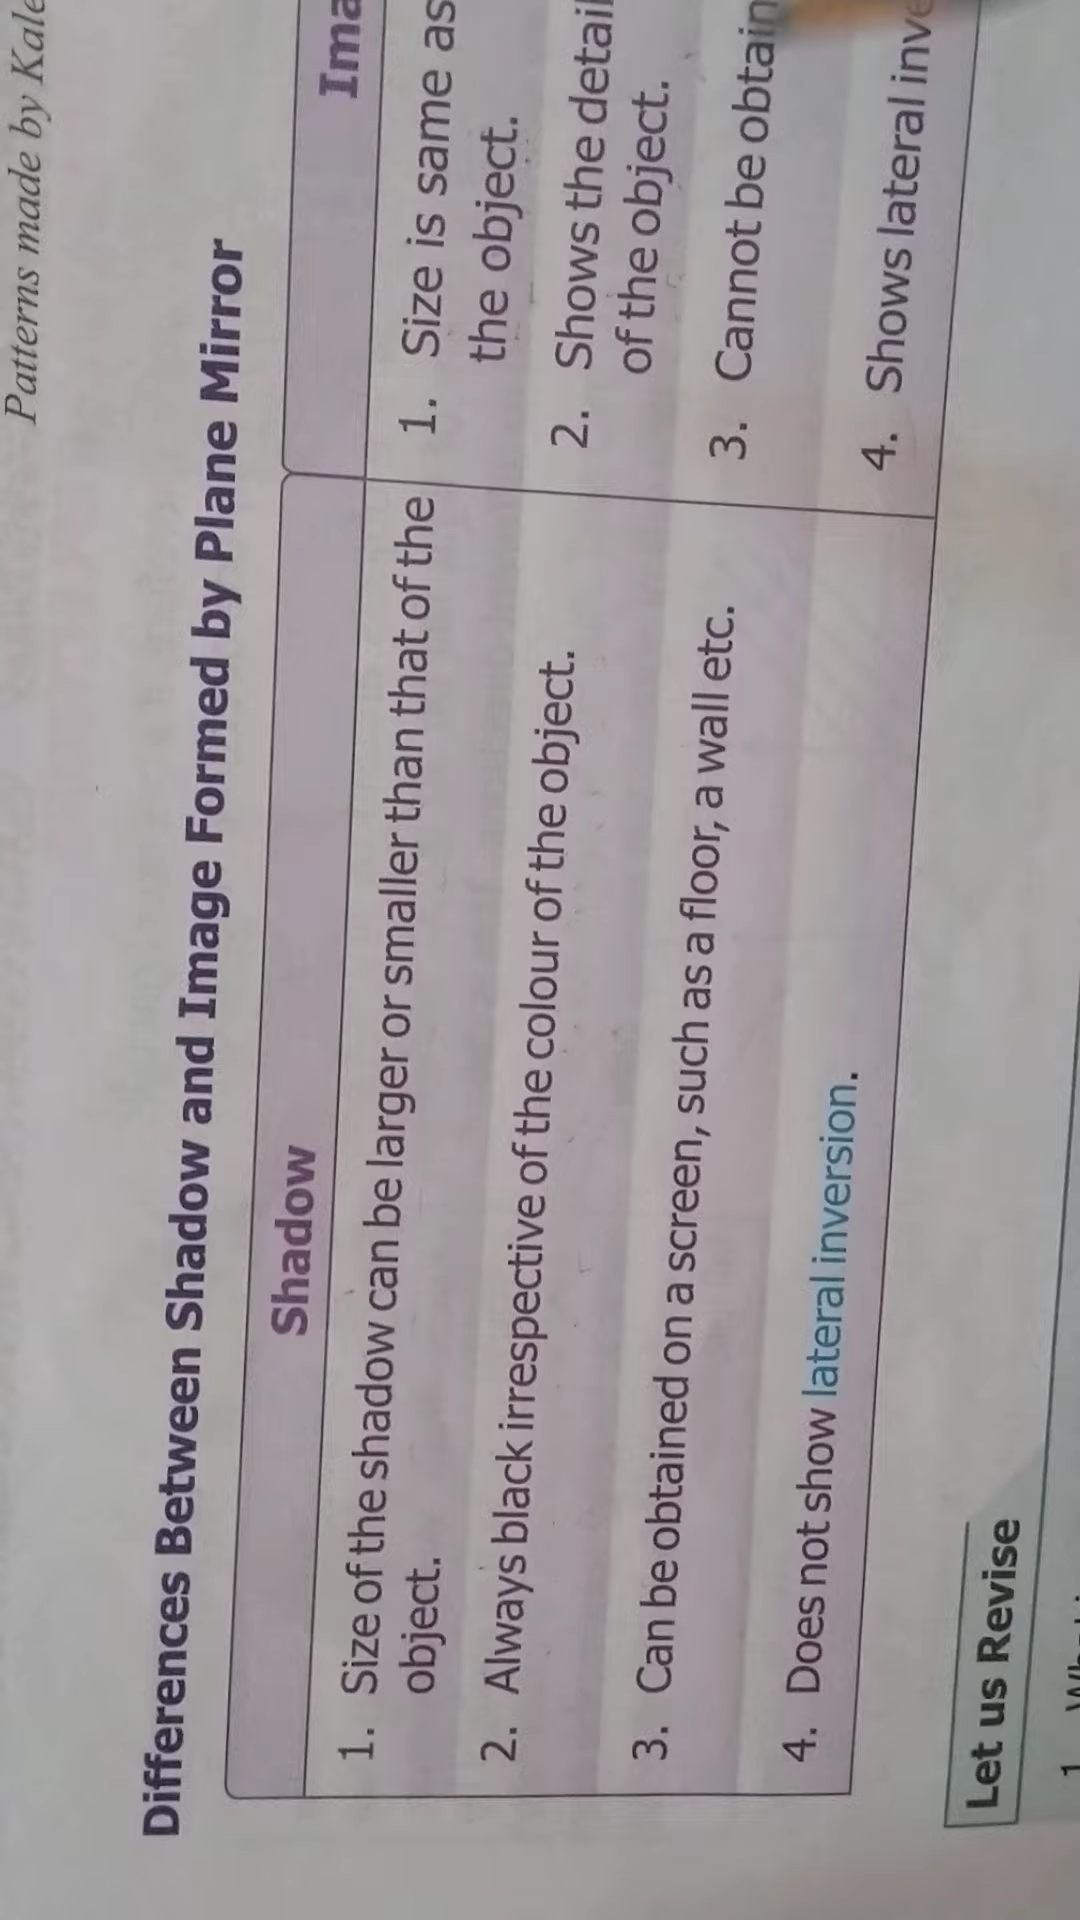 Patterns made by
Differences Between Shadow and Image Formed by Plane Mirror
Shadow
1. Size of the shadow can be larger or smaller than that of the
object.
2. Always black irrespective of the colour of the object.
3. Can be obtained on a screen, such as a floor, a wall etc.
4. Does not show lateral inversion.
1. Size is same as
the object.
2. Shows the
of the object.
3. Cannot be
4. Shows lateral
Let us Revise
1.